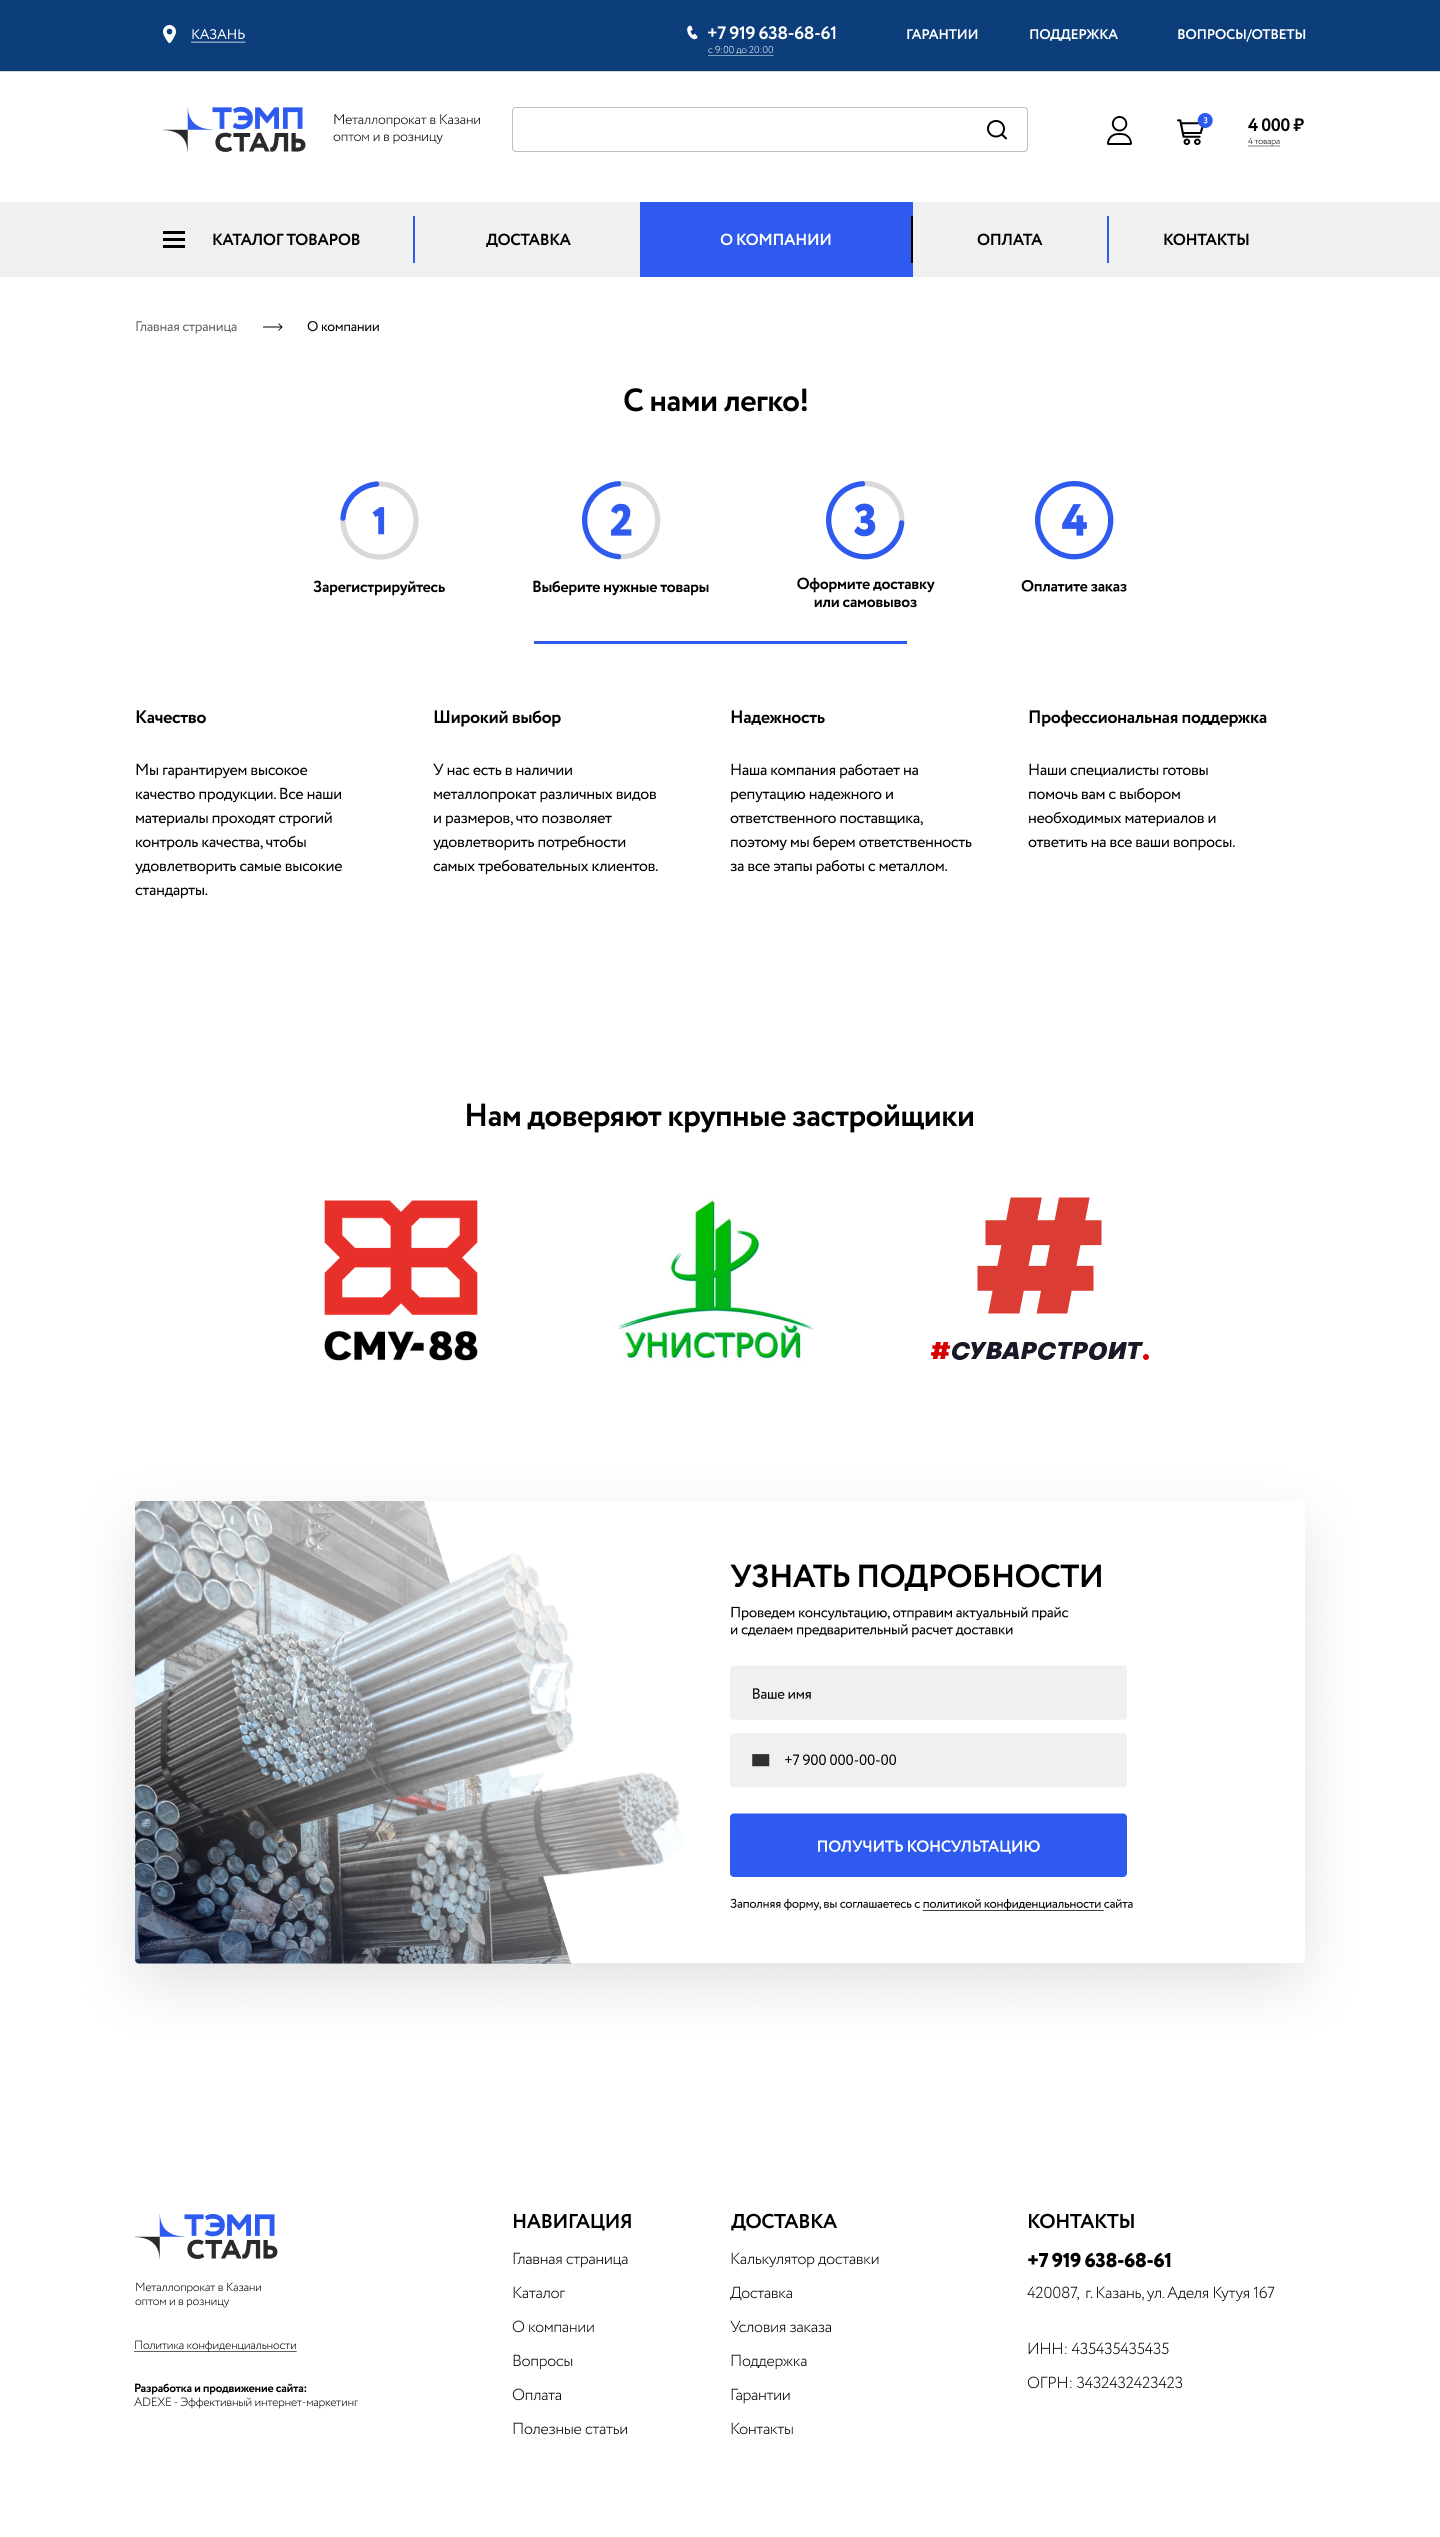 КАЗАНЬ
+7 919 638-68-61
с 9:00 до 20:00
ГАРАНТИИ
ПОДДЕРЖКА
ВОПРОСЫ/ОТВЕТЫ
ТЭМП
СТАЛЬ
Металлопрокат в Казани
оптом и в розницу
3
4 000 ₽
4 товара
КАТАЛОГ ТОВАРОВ
ДОСТАВКА
О КОМПАНИИ
ОПЛАТА
КОНТАКТЫ
Главная страница
О компании
С нами легко!
1
Зарегистрируйтесь
2
Выберите нужные товары
3
Оформите доставку
или самовывоз
4
Оплатите заказ
Качество
Мы гарантируем высокое
качество продукции. Все наши
материалы проходят строгий
контроль качества, чтобы
удовлетворить самые высокие
стандарты.
Широкий выбор
У нас есть в наличии
металлопрокат различных видов
и размеров, что позволяет
удовлетворить потребности
самых требовательных клиентов.
Надежность
Наша компания работает на
репутацию надежного и
ответственного поставщика,
поэтому мы берем ответственность
за все этапы работы с металлом.
Профессиональная поддержка
Наши специалисты готовы
помочь вам с выбором
необходимых материалов и
ответить на все ваши вопросы.
Нам доверяют крупные застройщики
СМУ-88
УНИСТРОЙ
#
#СУВАРСТРОИТ.
УЗНАТЬ ПОДРОБНОСТИ
Проведем консультацию, отправим актуальный прайс
и сделаем предварительный расчет доставки
Ваше имя
+7 900 000-00-00
ПОЛУЧИТЬ КОНСУЛЬТАЦИЮ
Заполняя форму, вы соглашаетесь с политикой конфиденциальности сайта
ТЭМП
СТАЛЬ
Металлопрокат в Казани
оптом и в розницу
Политика конфиденциальности
Разработка и продвижение сайта:
ADEXE - Эффективный интернет-маркетинг
НАВИГАЦИЯ
Главная страница
Каталог
О компании
Вопросы
Оплата
Полезные статьи
ДОСТАВКА
Калькулятор доставки
Доставка
Условия заказа
Поддержка
Гарантии
Контакты
КОНТАКТЫ
+7 919 638-68-61
420087, г. Казань, ул. Аделя Кутуя 167
ИНН: 435435435435
ОГРН: 3432432423423